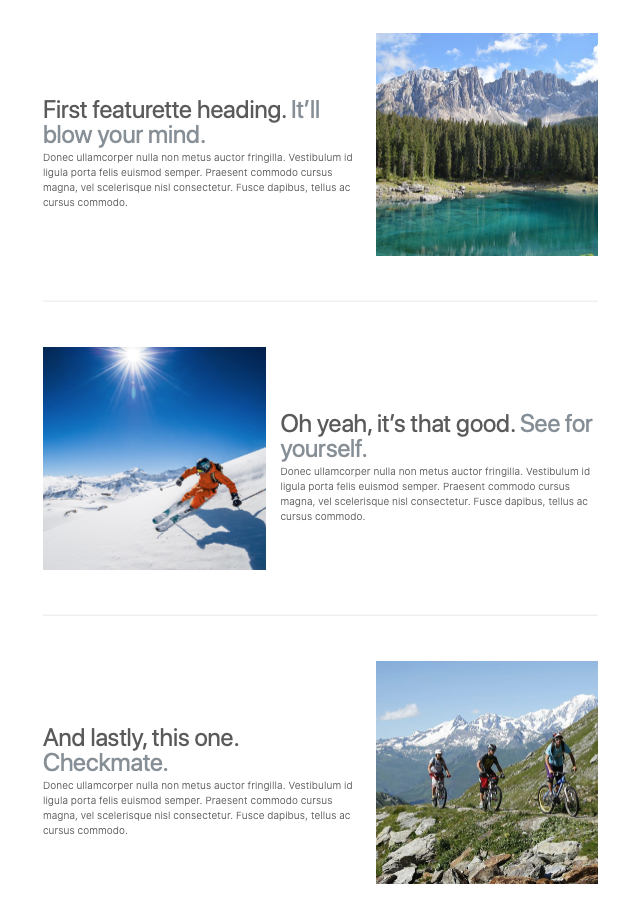 First featurette heading. It’ll
blow your mind.
Donec ullamcorper nulla non metus auctor fringilla. Vestibulum id
ligula porta felis euismod semper. Praesent commodo cursus
magna, vel scelerisque nisl consectetur. Fusce dapibus, tellus ac
cursus commodo.
Oh yeah, it’s that good. See for
yourself.
Donec ullamcorper nulla non metus auctor fringilla. Vestibulum id
ligula porta felis euismod semper. Praesent commodo cursus
magna, vel scelerisque nisl consectetur. Fusce dapibus, tellus ac
cursus commodo.
And lastly, this one.
Checkmate.
Donec ullamcorper nulla non metus auctor fringilla. Vestibulum id
ligula porta felis euismod semper. Praesent commodo cursus
magna, vel scelerisque nisl consectetur. Fusce dapibus, tellus ac
cursus commodo.